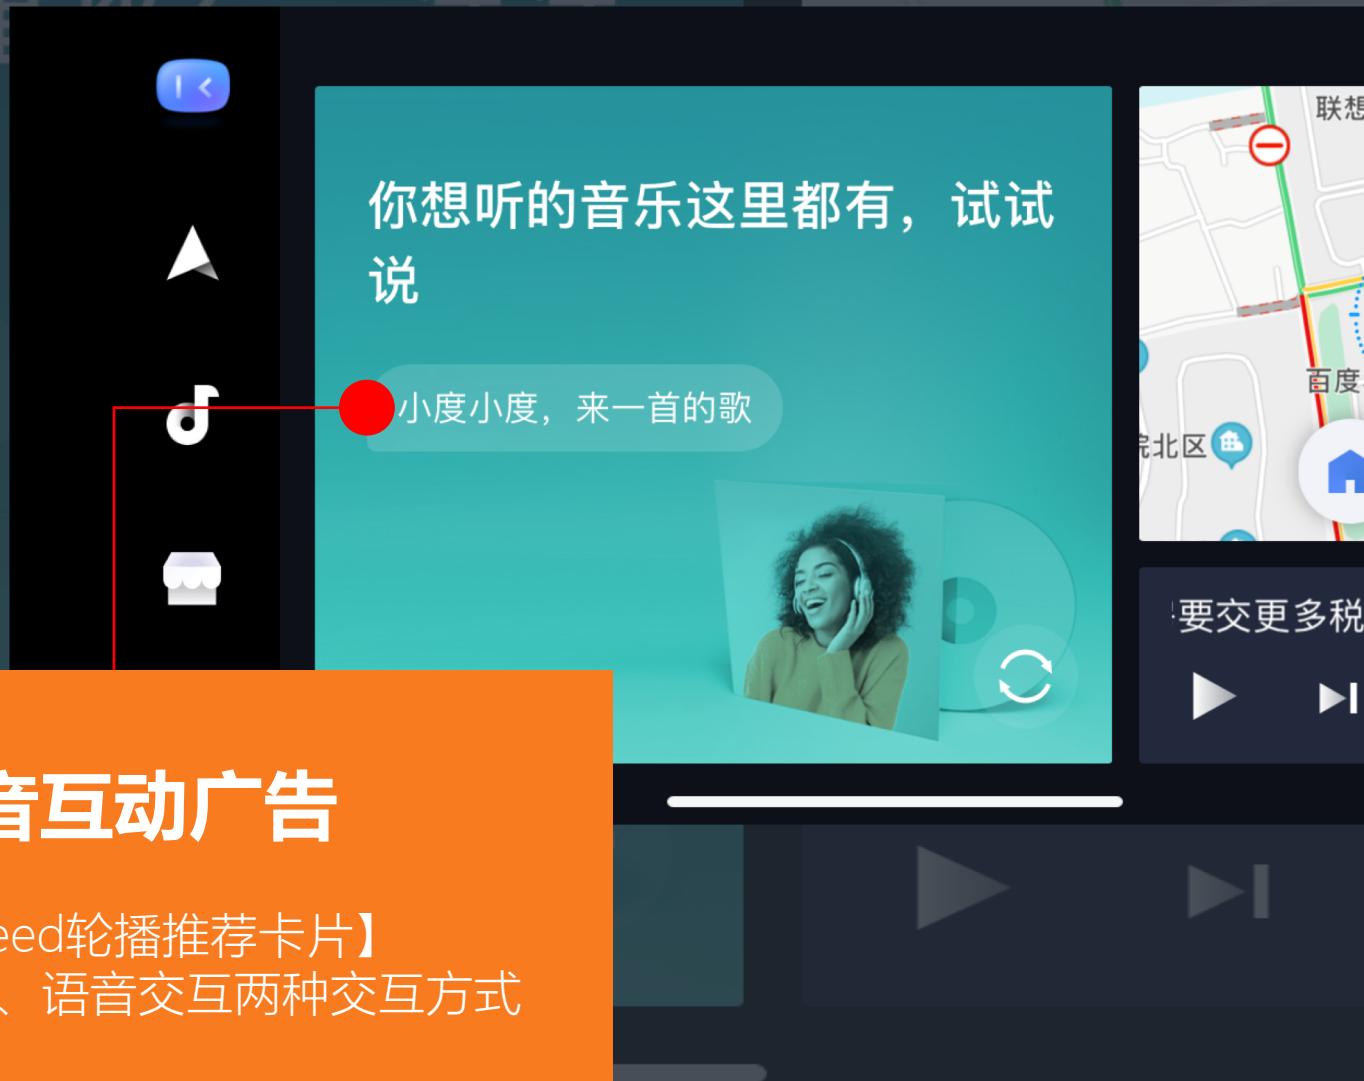 你想听的音乐这里都有，试试
说
小度小度，来一首的歌
联想
百度
院北区
要交更多税
音互动广告
eed轮播推荐卡片】
、语音交互两种交互方式